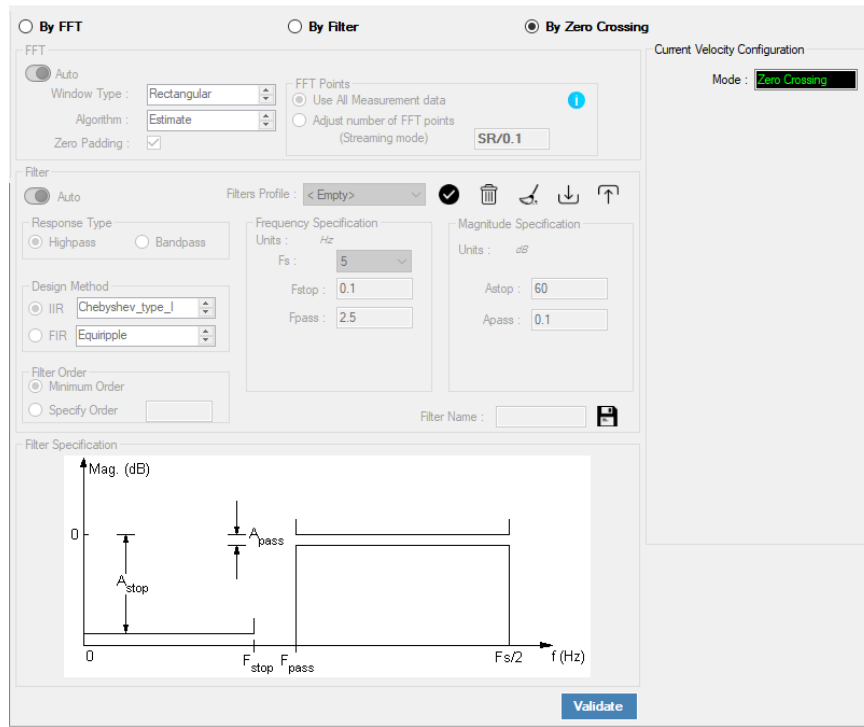 By FFT
By Filter
By Zero Crossing
FFT
Auto
Window Type : Rectangular
Algorithm : Estimate
Zero Padding :
FFT Points
Use All Measurement data
Adjust number of FFT points
(Streaming mode) SR/0.1
Current Velocity Configuration
Mode : Zero Crossing
Filter
Auto
Filters Profile : < Empty>
Response Type
Highpass Bandpass
Design Method
IIR Chebyshev_type_I
FIR Equiripple
Filter Order
Minimum Order
Specify Order
Frequency Specification
Units : Hz
Fs : 5
Fstop : 0.1
Fpass : 2.5
Magnitude Specification
Units : dB
Astop : 60
Apass : 0.1
Filter Name :
Filter Specification
Mag. (dB)
0
Apass
Astop
0 Fstop Fpass Fs/2 f (Hz)
Validate